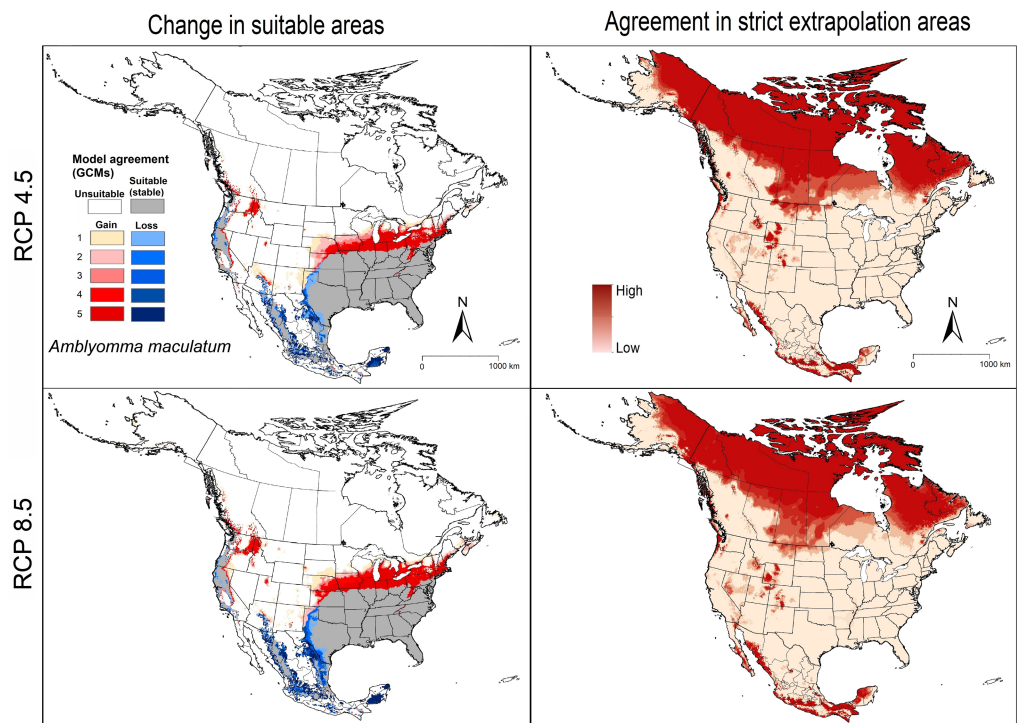 Change in suitable areas
Agreement in strict extrapolation areas
RCP 4.5
Model agreement
(GCMs)
Unsuitable
Suitable
(stable)
Gain
Loss
1
2
3
4
5
Amblyomma maculatum
N
0
1000 km
High
Low
N
0
1000 km
RCP 8.5